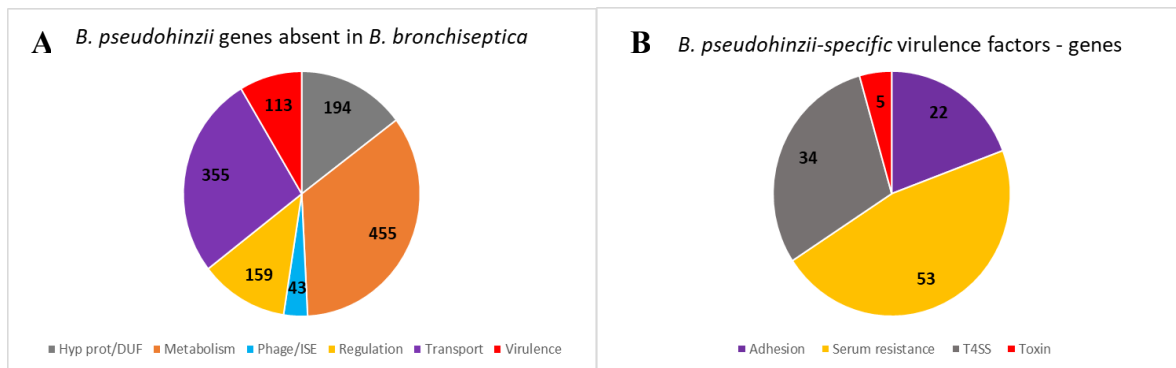 A B. pseudohinzii genes absent in B. bronchiseptica
113
194
355
455
159
43
Hyp prot/DUF Metabolism Phage/ISE Regulation Transport Virulence
B B. pseudohinzii-specific virulence factors - genes
5
22
34
53
Adhesion Serum resistance T4SS Toxin